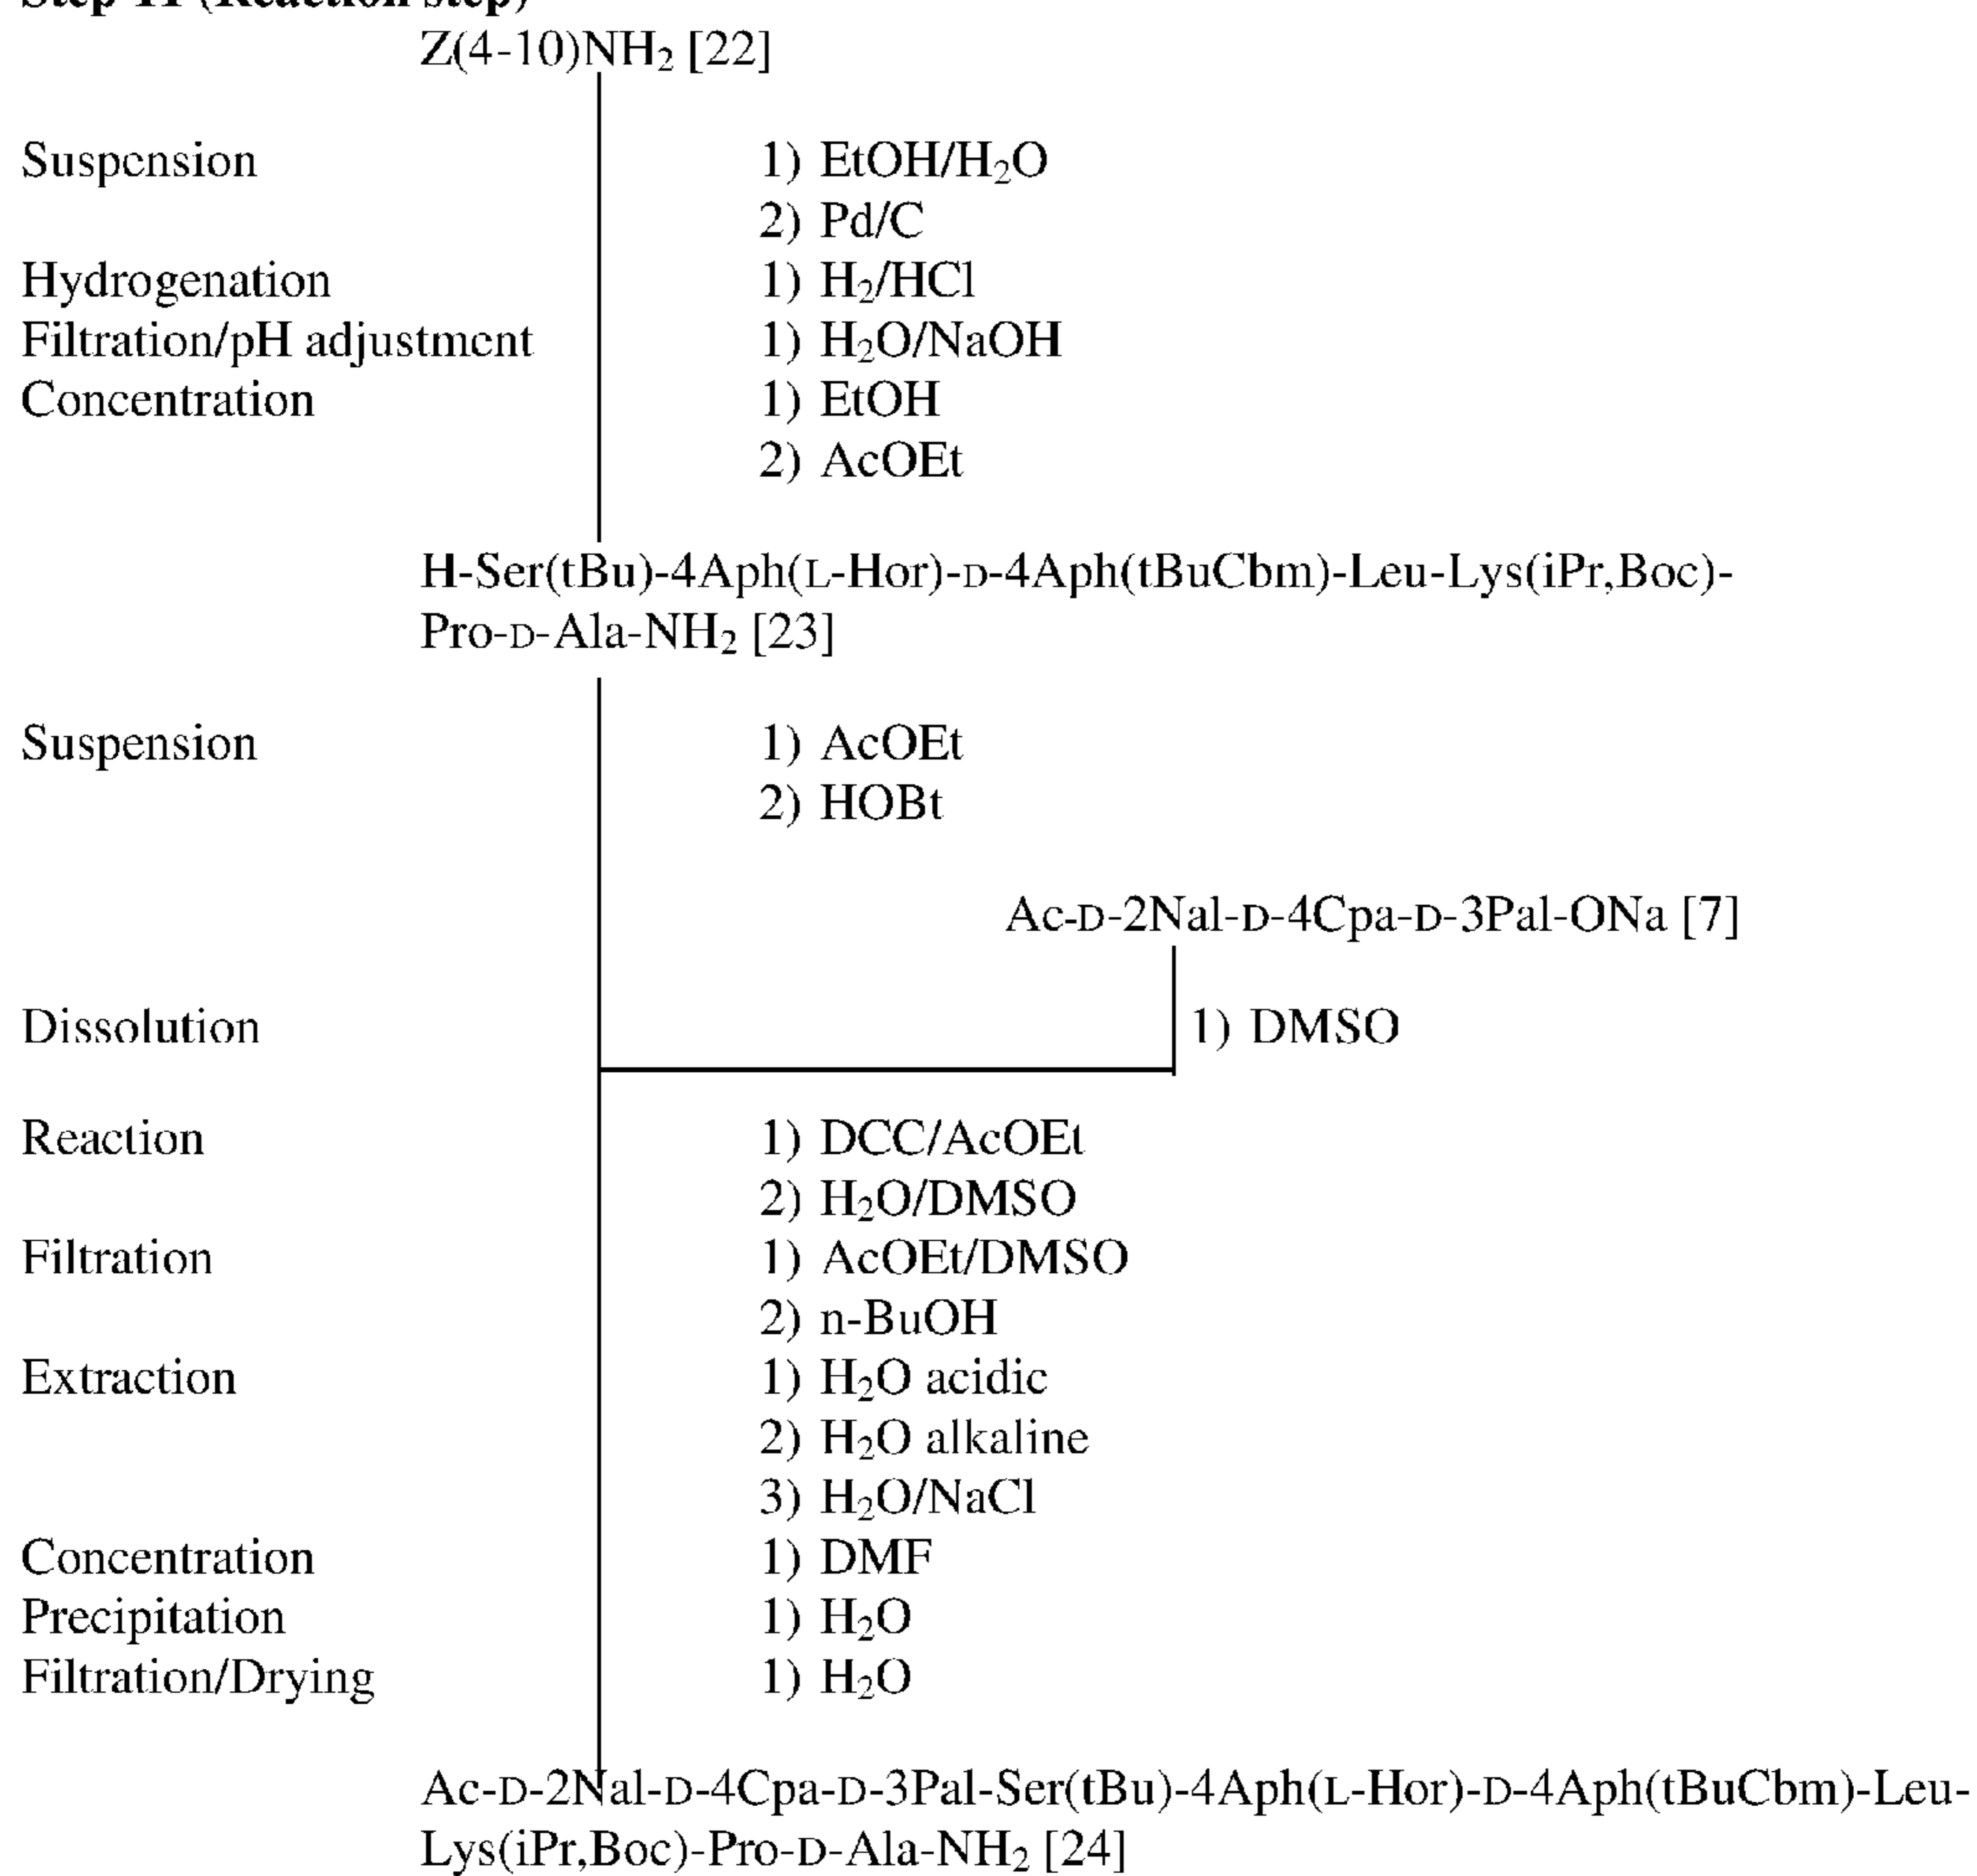 Step 11 (Reaction step)
Z(4-10)NH₂ [22]
Suspension 1) EtOH/H₂O
2) Pd/C
Hydrogenation 1) H₂/HCl
Filtration/pH adjustment 1) H₂O/NaOH
Concentration 1) EtOH
2) AcOEt
H-Ser(tBu)-4Aph(L-Hor)-D-4Aph(tBuCbm)-Leu-Lys(iPr,Boc)-
Pro-D-Ala-NH₂ [23]
Suspension 1) AcOEt
2) HOBt
Ac-D-2Nal-D-4Cpa-D-3Pal-ONa [7]
Dissolution 1) DMSO
Reaction 1) DCC/AcOEt
2) H₂O/DMSO
Filtration 1) AcOEt/DMSO
2) n-BuOH
Extraction 1) H₂O acidic
2) H₂O alkaline
3) H₂O/NaCl
Concentration 1) DMF
Precipitation 1) H₂O
Filtration/Drying 1) H₂O
Ac-D-2Nal-D-4Cpa-D-3Pal-Ser(tBu)-4Aph(L-Hor)-D-4Aph(tBuCbm)-Leu-
Lys(iPr,Boc)-Pro-D-Ala-NH₂ [24]